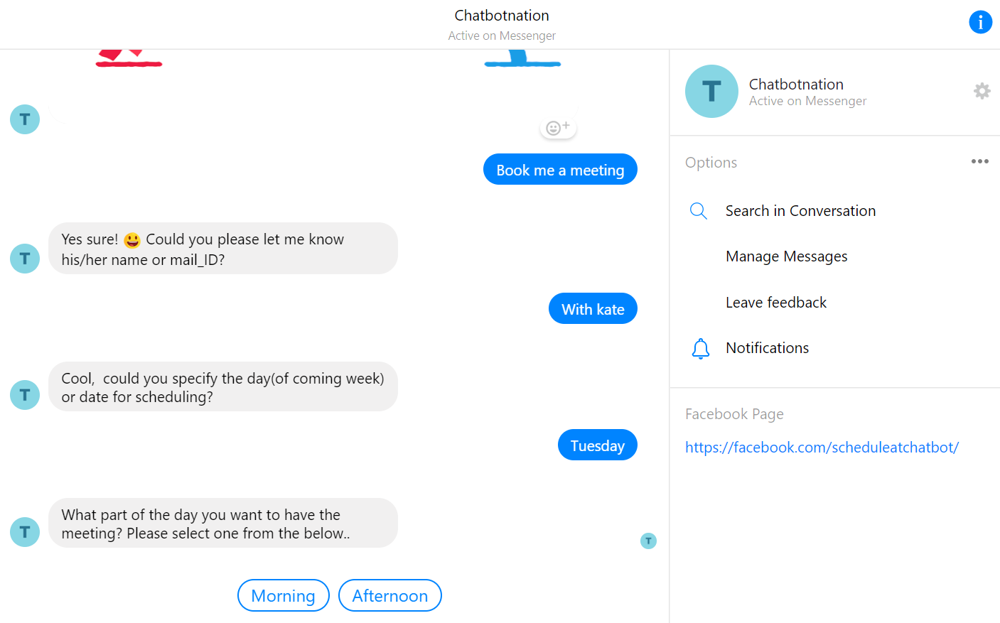 Chatbotnation
Active on Messenger
i
T
Book me a meeting
T
Yes sure! 😃 Could you please let me know
his/her name or mail_ID?
With kate
T
Cool,  could you specify the day(of coming week)
or date for scheduling?
Tuesday
T
What part of the day you want to have the
meeting? Please select one from the below..
T
Morning
Afternoon
T
Chatbotnation
Active on Messenger
Options
Search in Conversation
Manage Messages
Leave feedback
Notifications
Facebook Page
https://facebook.com/scheduleatchatbot/